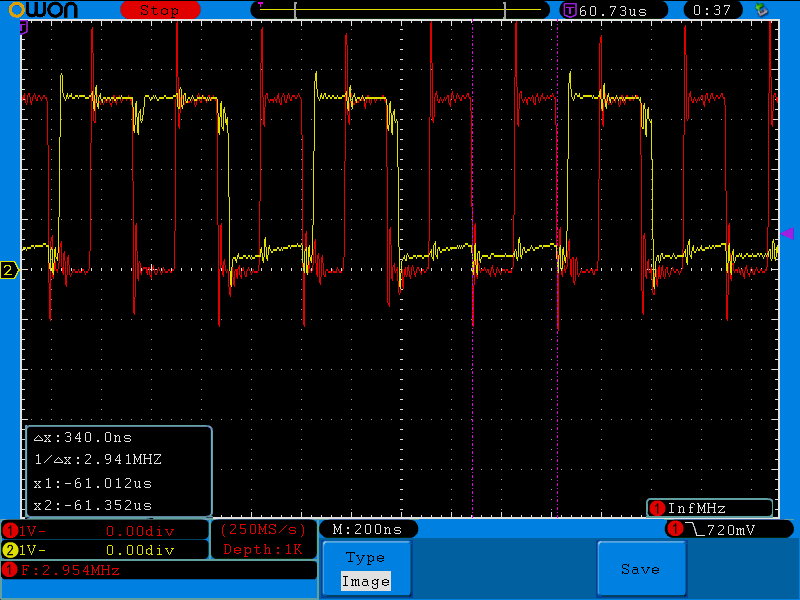 OWON Stop T 60.73us 0:37
2
△x:340.0ns
1/△x:2.941MHZ
x1:-61.012us
x2:-61.352us
1 InfMHz
1 1V- 0.00div (250MS/s) M:200ns 1 720mV
2 1V- 0.00div Depth:1K
1 F:2.954MHz
Type
Image
Save